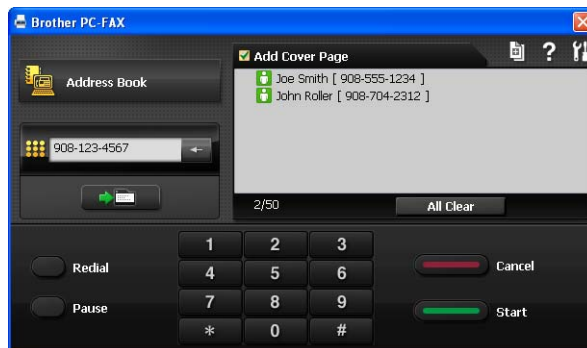 Brother PC-FAX
Address Book
Add Cover Page
?
Joe Smith [ 908-555-1234 ]
John Roller [ 908-704-2312 ]
908-123-4567
2/50
All Clear
Redial
Pause
1 2 3
4 5 6
7 8 9
* 0 #
Cancel
Start